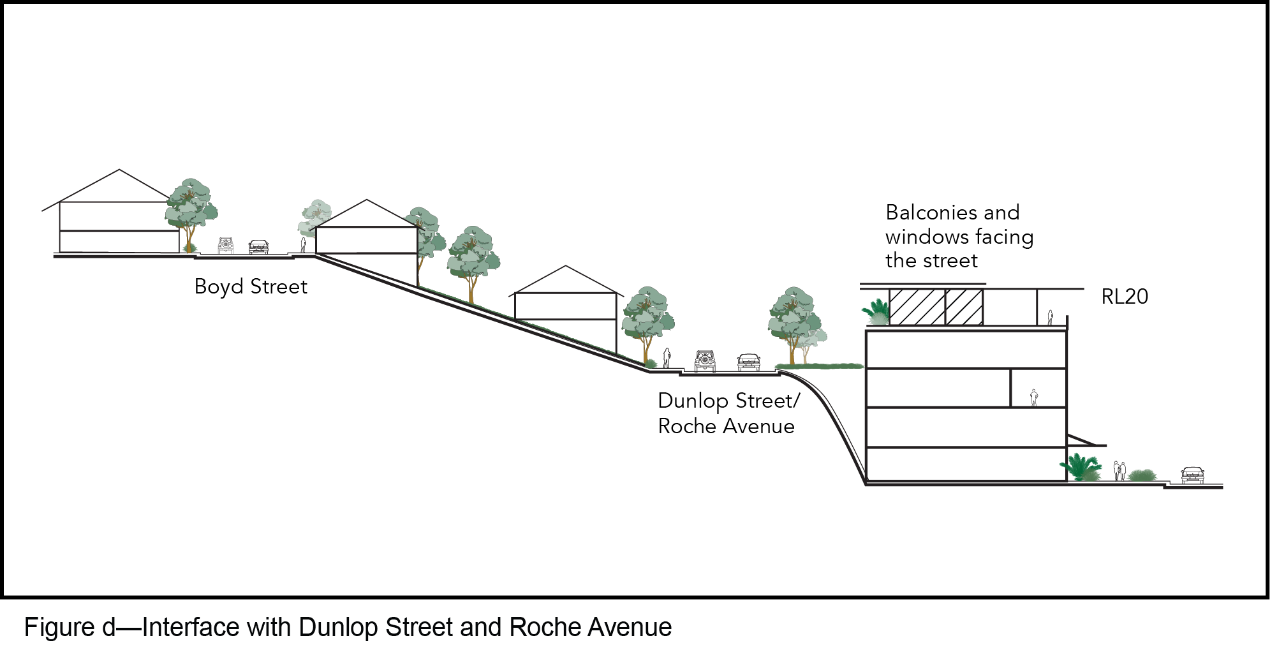 Balconies and
windows facing
the street
RL20
Boyd Street
Dunlop Street/
Roche Avenue
Figure d—Interface with Dunlop Street and Roche Avenue